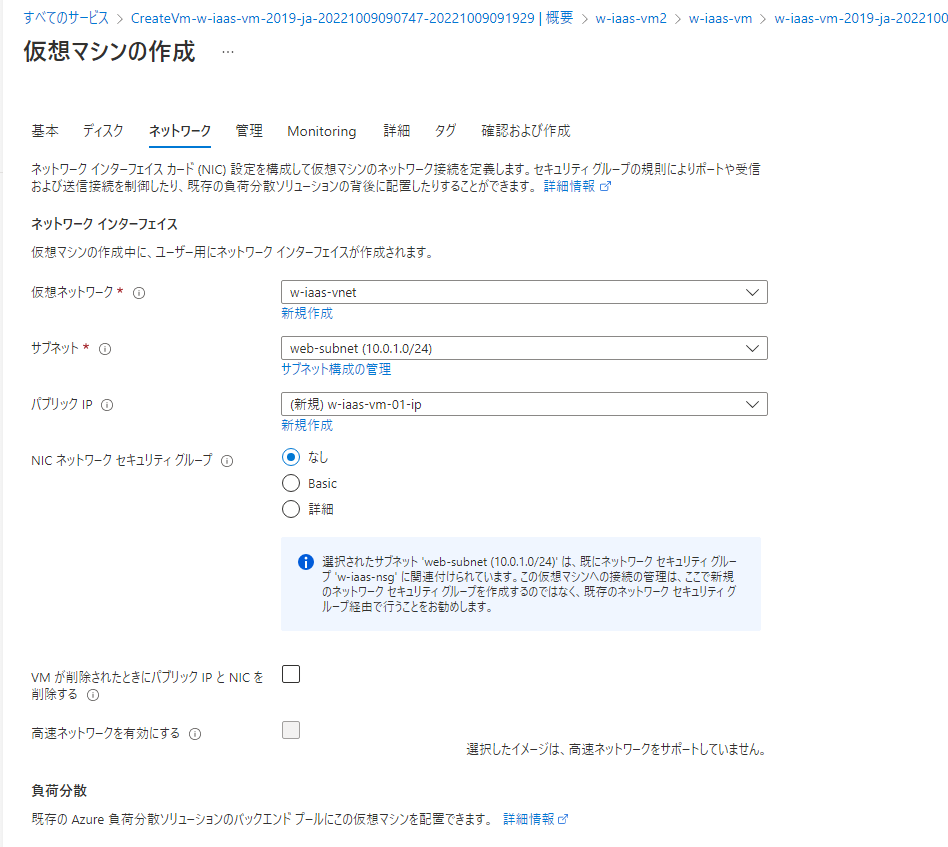 すべてのサービス > CreateVm-w-iaas-vm-2019-ja-20221009090747-20221009091929 | 概要 > w-iaas-vm2 > w-iaas-vm > w-iaas-vm-2019-ja-2022100
仮想マシンの作成 …
基本 ディスク ネットワーク 管理 Monitoring 詳細 タグ 確認および作成
ネットワーク インターフェイス カード (NIC) 設定を構成して仮想マシンのネットワーク接続を定義します。セキュリティ グループの規則によりポートや受信
および送信接続を制御したり、既存の負荷分散ソリューションの背後に配置したりすることができます。 詳細情報
ネットワーク インターフェイス
仮想マシンの作成中に、ユーザー用にネットワーク インターフェイスが作成されます。
仮想ネットワーク * w-iaas-vnet
新規作成
サブネット * web-subnet (10.0.1.0/24)
サブネット構成の管理
パブリック IP (新規) w-iaas-vm-01-ip
新規作成
NIC ネットワーク セキュリティ グループ なし
Basic
詳細
選択されたサブネット 'web-subnet (10.0.1.0/24)' は、既にネットワーク セキュリティ グルー
プ 'w-iaas-nsg' に関連付けられています。この仮想マシンへの接続の管理は、ここで新規
のネットワーク セキュリティ グループを作成するのではなく、既存のネットワーク セキュリティ グ
ループ経由で行うことをお勧めします。
VM が削除されたときにパブリック IP と NIC を
削除する
高速ネットワークを有効にする
選択したイメージは、高速ネットワークをサポートしていません。
負荷分散
既存の Azure 負荷分散ソリューションのバックエンド プールにこの仮想マシンを配置できます。 詳細情報